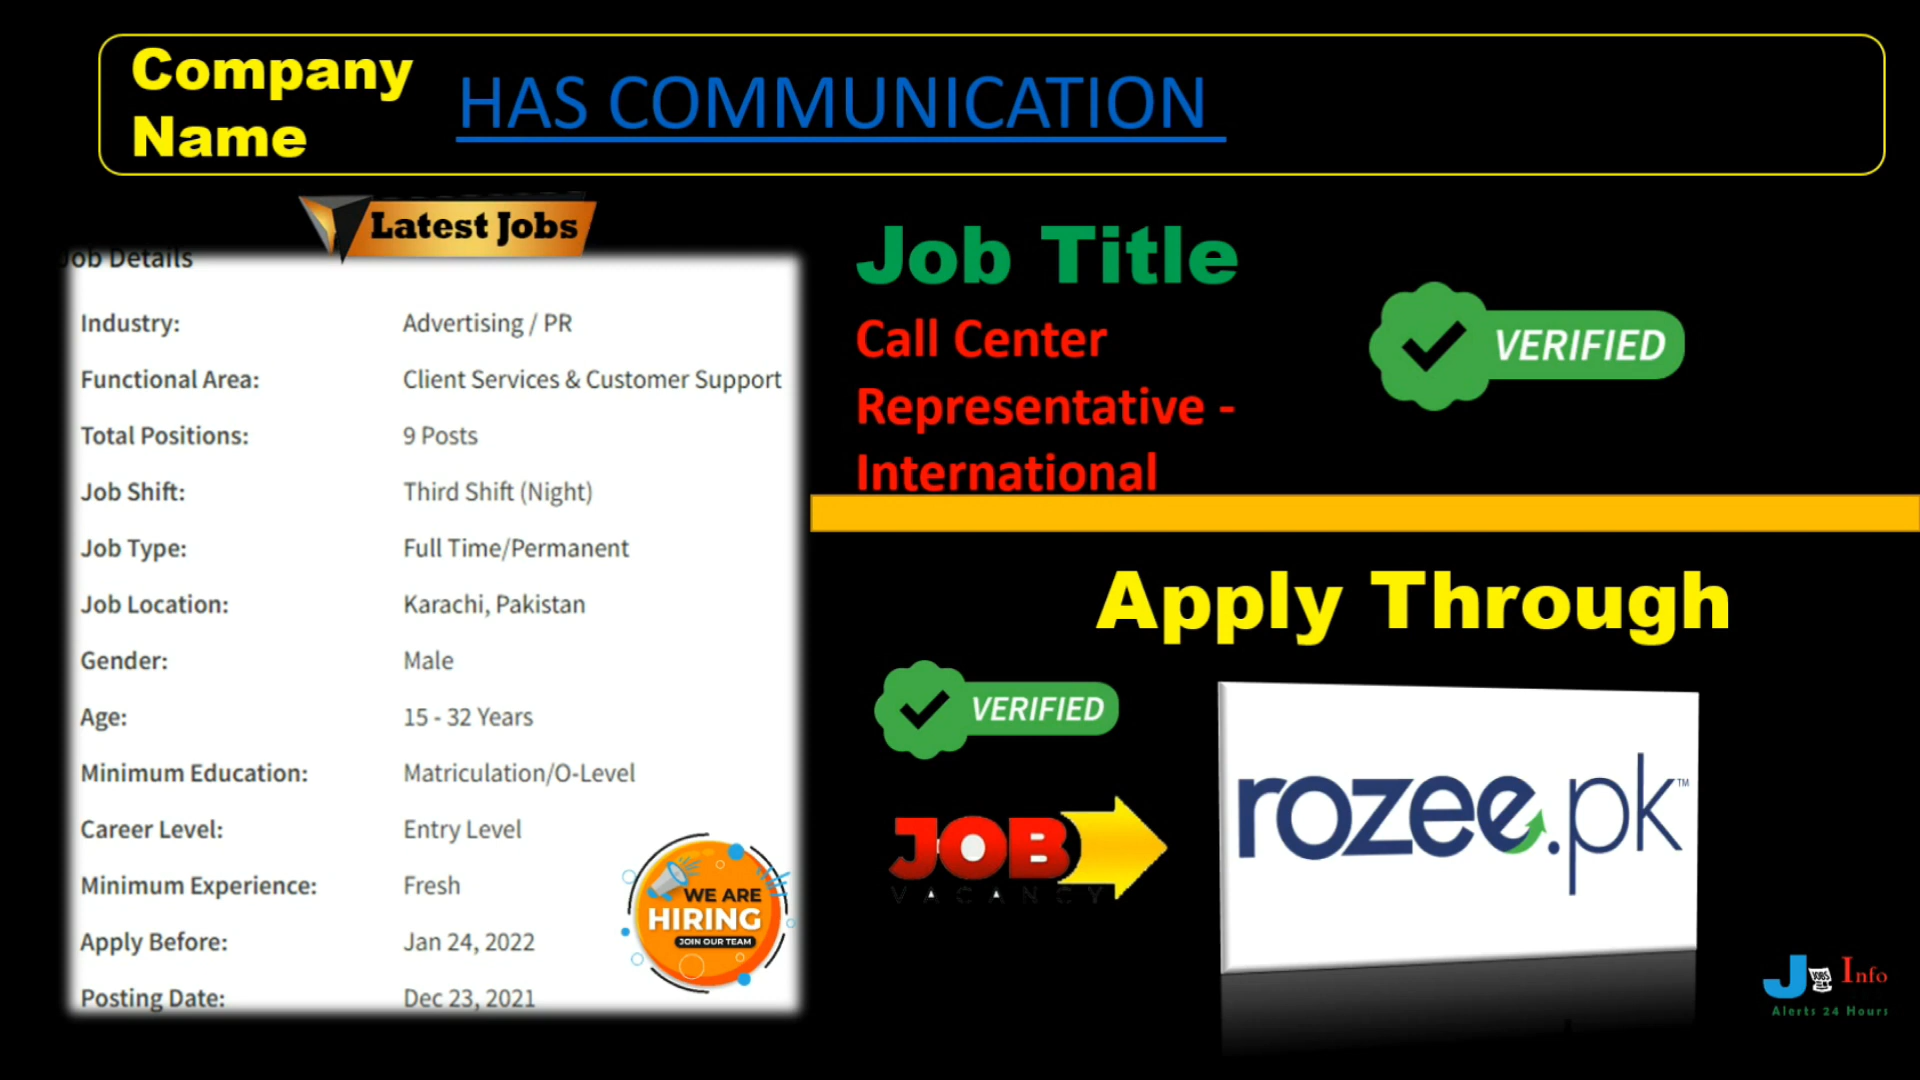 Company
Name
HAS COMMUNICATION
Latest Jobs
Job Details
Industry: Advertising / PR
Functional Area: Client Services & Customer Support
Total Positions: 9 Posts
Job Shift: Third Shift (Night)
Job Type: Full Time/Permanent
Job Location: Karachi, Pakistan
Gender: Male
Age: 15 - 32 Years
Minimum Education: Matriculation/O-Level
Career Level: Entry Level
Minimum Experience: Fresh
Apply Before: Jan 24, 2022
Posting Date: Dec 23, 2021
WE ARE
HIRING
JOIN OUR TEAM
Job Title
Call Center
Representative -
International
VERIFIED
Apply Through
VERIFIED
JOB
VACANCY
rozee.pk™
J JOBS Info
Alerts 24 Hours